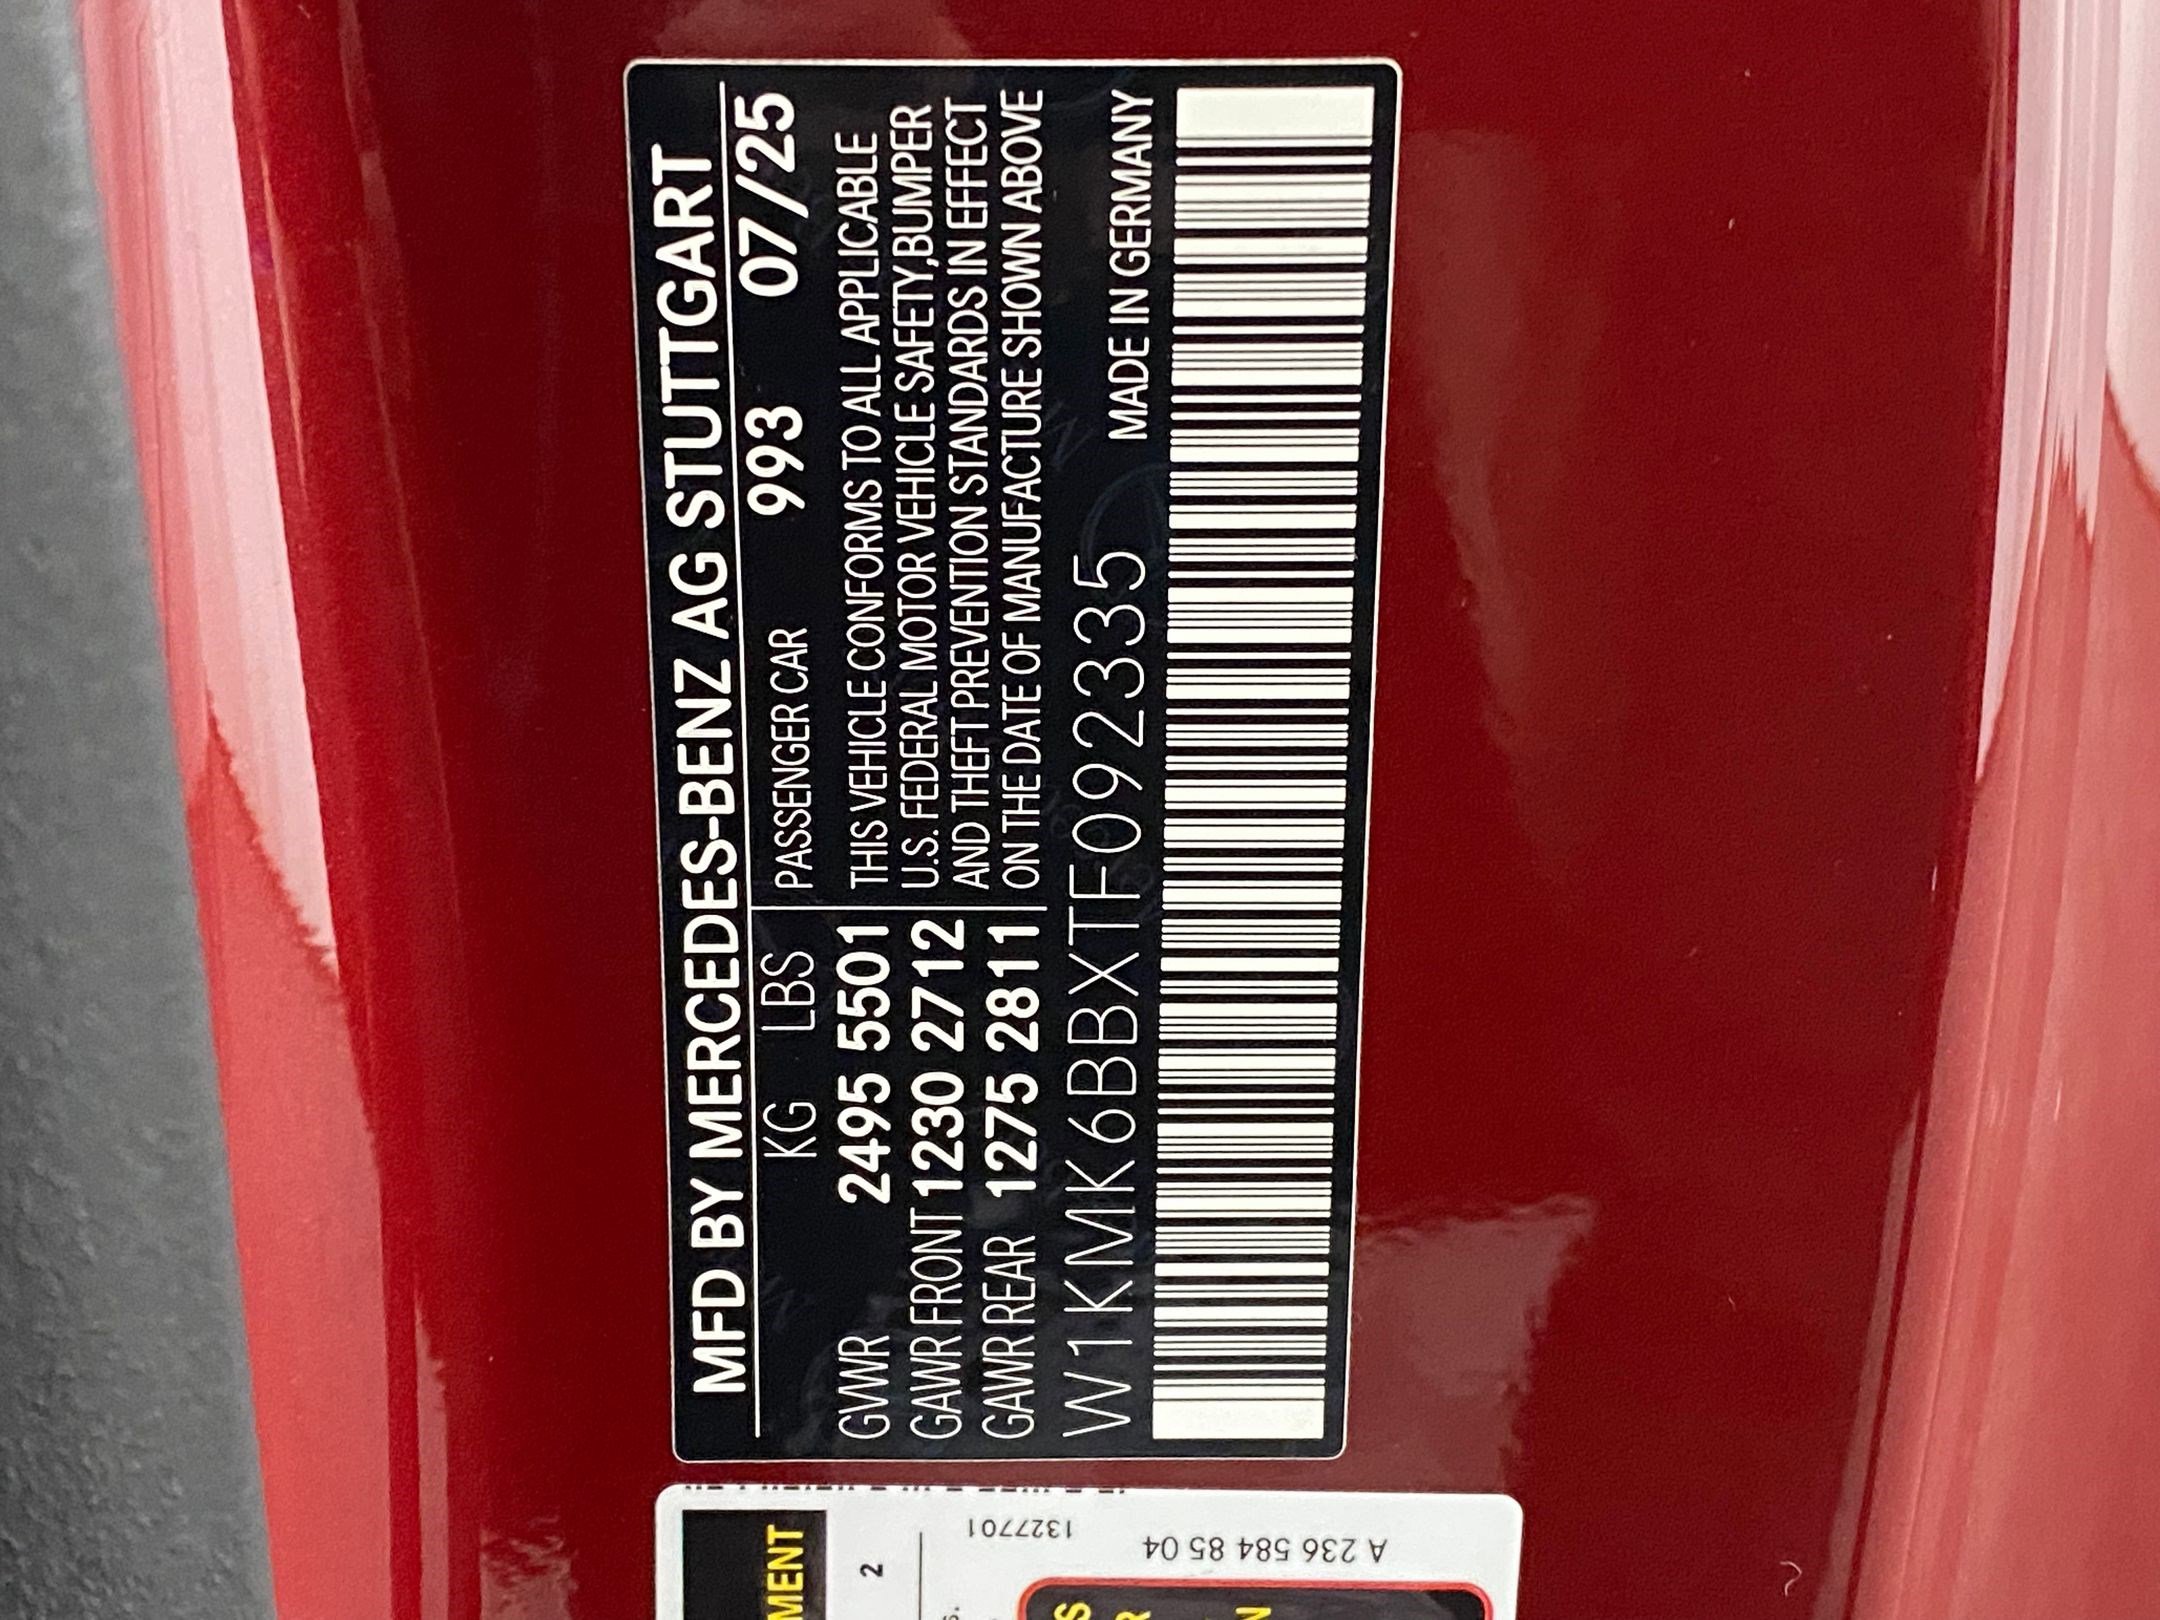 MFD BY MERCEDES-BENZ AG STUTTGART
KG LBS PASSENGER CAR 993 07/25
GVWR 2495 5501 THIS VEHICLE CONFORMS TO ALL APPLICABLE
GAWR FRONT 1230 2712 U.S. FEDERAL MOTOR VEHICLE SAFETY,BUMPER
AND THEFT PREVENTION STANDARDS IN EFFECT
GAWR REAR 1275 2811 ON THE DATE OF MANUFACTURE SHOWN ABOVE
MADE IN GERMANY
W1KMK6BBXTF092335
MENT
2
1327701
A 236 584 85 04
S
R
N